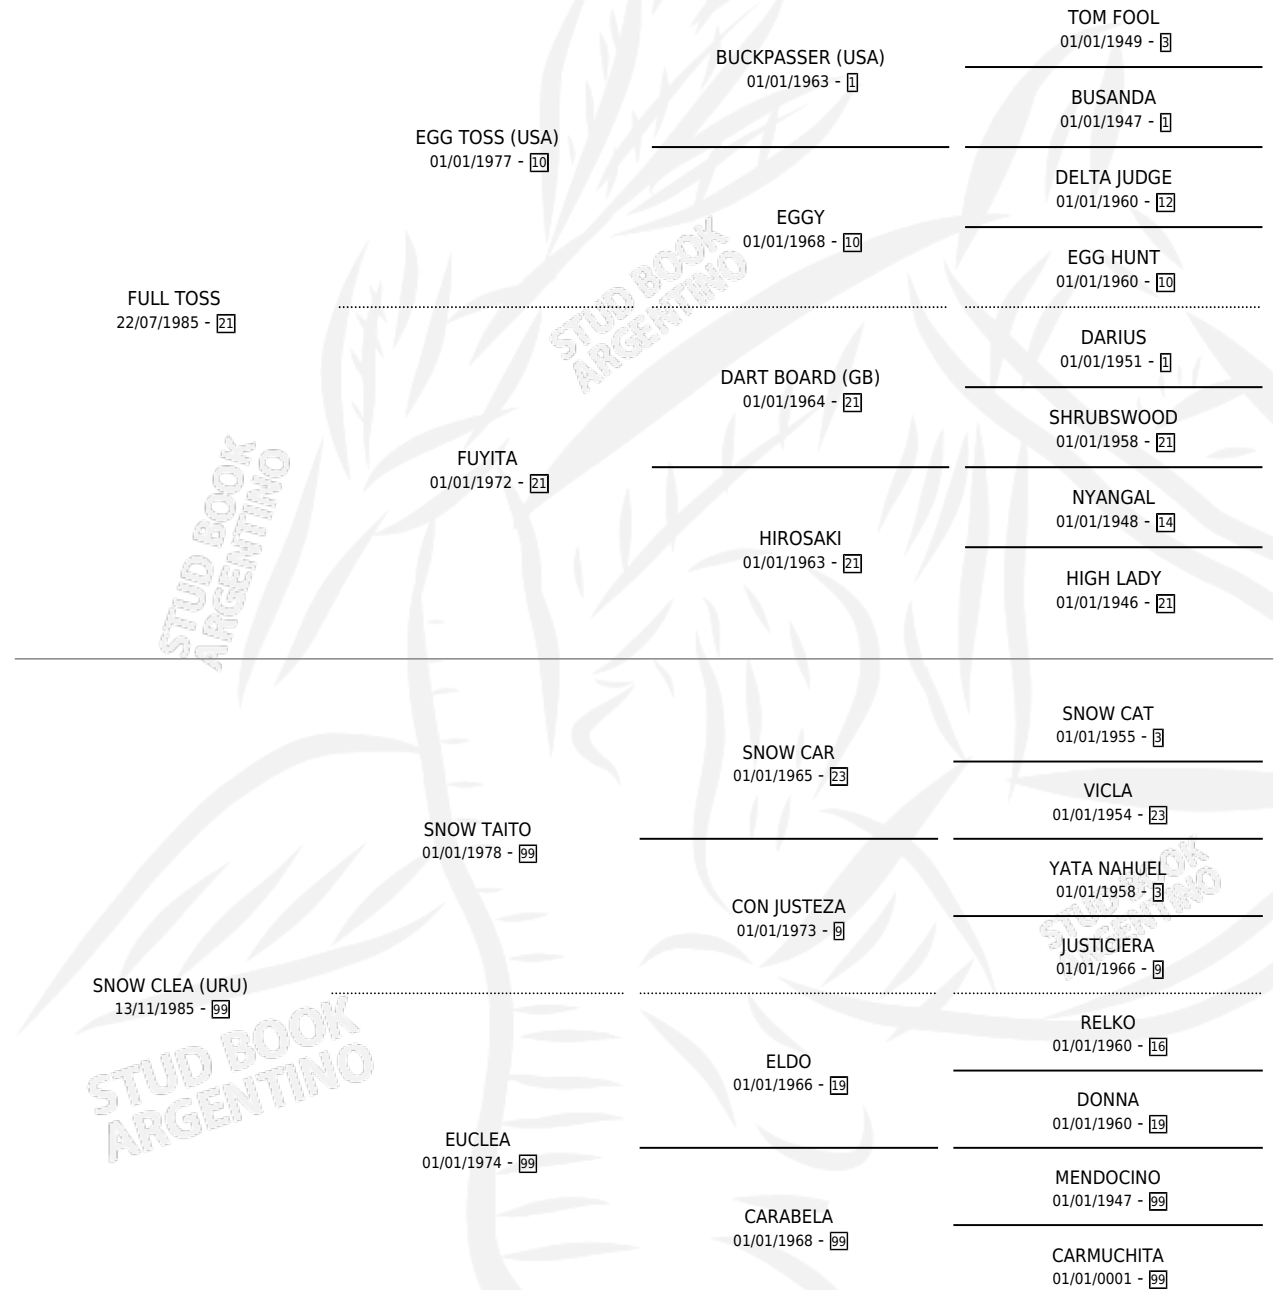 TOM FOOL
01/01/1949 - 3
BUCKPASSER (USA)
01/01/1963 - 1
BUSANDA
01/01/1947 - 1
EGG TOSS (USA)
01/01/1977 - 10
DELTA JUDGE
01/01/1960 - 12
EGGY
01/01/1968 - 10
EGG HUNT
01/01/1960 - 10
FULL TOSS
22/07/1985 - 21
STUD BOOK
ARGENTINO
DARIUS
01/01/1951 - 1
DART BOARD (GB)
01/01/1964 - 21
SHRUBSWOOD
01/01/1958 - 21
FUYITA
01/01/1972 - 21
NYANGAL
01/01/1948 - 14
HIROSAKI
01/01/1963 - 21
HIGH LADY
01/01/1946 - 21
STUD BOOK
ARGENTINO
SNOW CAT
01/01/1955 - 3
SNOW CAR
01/01/1965 - 23
VICLA
01/01/1954 - 23
SNOW TAITO
01/01/1978 - 99
YATA NAHUEL
01/01/1958 - 3
CON JUSTEZA
01/01/1973 - 9
STUD BOOK
ARGENTINO
JUSTICIERA
01/01/1966 - 9
SNOW CLEA (URU)
13/11/1985 - 99
RELKO
01/01/1960 - 16
ELDO
01/01/1966 - 19
STUD BOOK
ARGENTINO
DONNA
01/01/1960 - 19
EUCLEA
01/01/1974 - 99
MENDOCINO
01/01/1947 - 99
CARABELA
01/01/1968 - 99
CARMUCHITA
01/01/0001 - 99